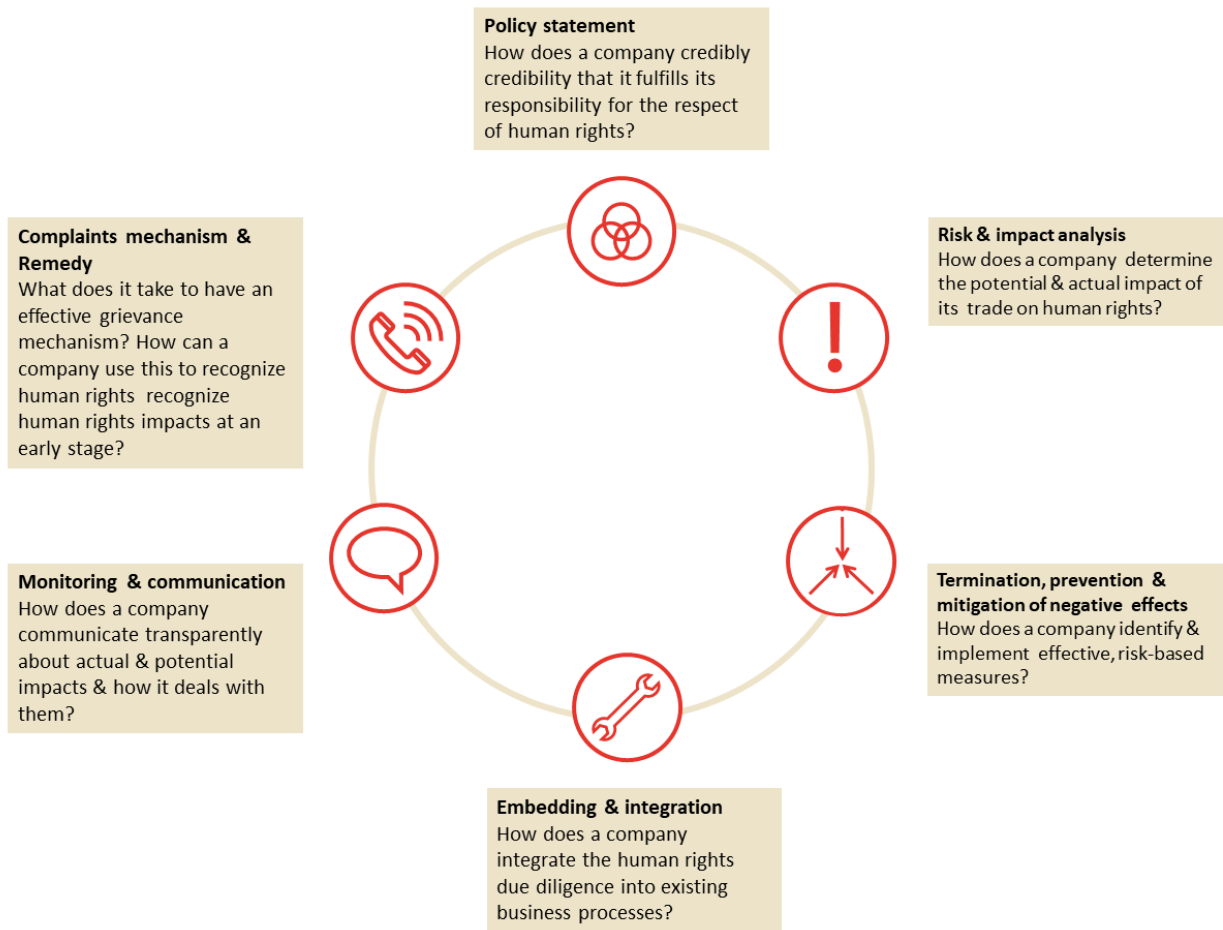 Policy statement
How does a company credibly
credibility that it fulfills its
responsibility for the respect
of human rights?
Risk & impact analysis
How does a company determine
the potential & actual impact of
its trade on human rights?
Termination, prevention &
mitigation of negative effects
How does a company identify &
implement effective, risk-based
measures?
Embedding & integration
How does a company
integrate the human rights
due diligence into existing
business processes?
Monitoring & communication
How does a company
communicate transparently
about actual & potential
impacts & how it deals with
them?
Complaints mechanism &
Remedy
What does it take to have an
effective grievance
mechanism? How can a
company use this to recognize
human rights recognize
human rights impacts at an
early stage?